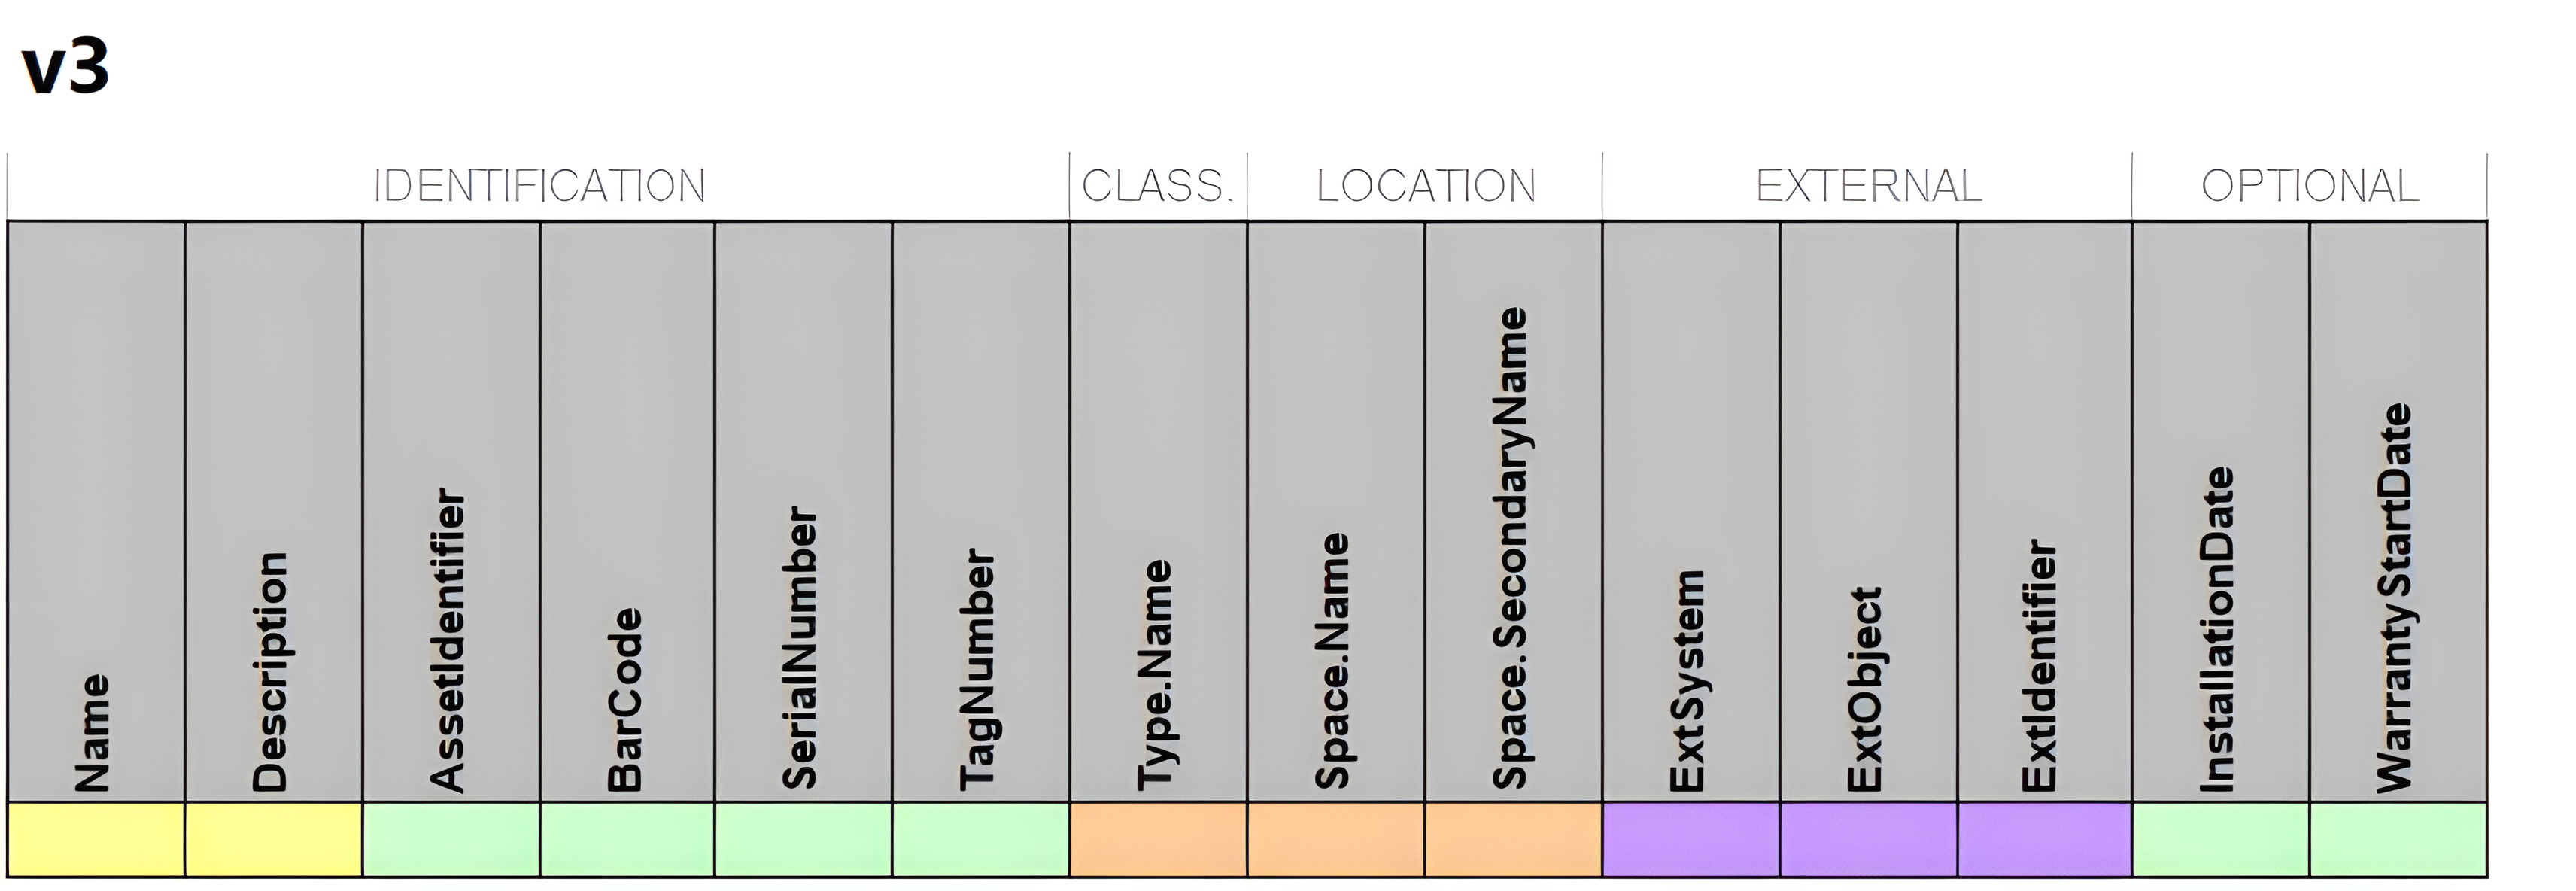 v3
IDENTIFICATION
CLASS.
LOCATION
EXTERNAL
OPTIONAL
Name
Description
AssetIdentifier
BarCode
SerialNumber
TagNumber
Type.Name
Space.Name
Space.SecondaryName
ExtSystem
ExtObject
ExtIdentifier
InstallationDate
WarrantyStartDate